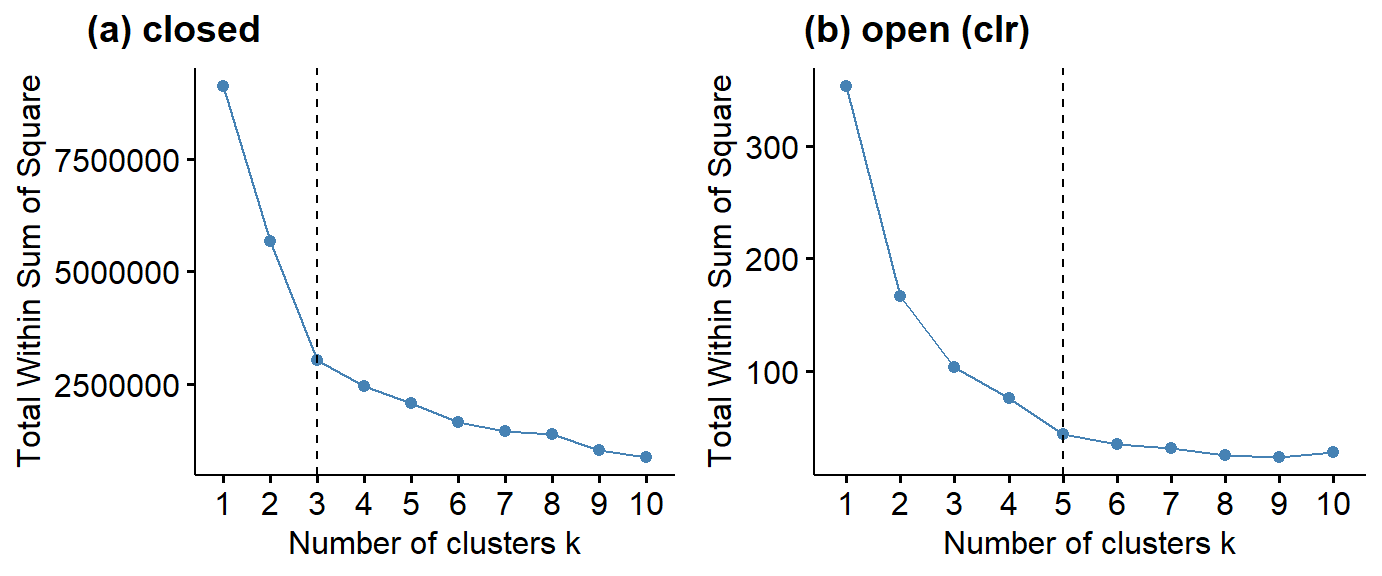 (a) closed
Total Within Sum of Square
7500000
5000000
2500000
1 2 3 4 5 6 7 8 9 10
Number of clusters k
(b) open (clr)
Total Within Sum of Square
300
200
100
1 2 3 4 5 6 7 8 9 10
Number of clusters k